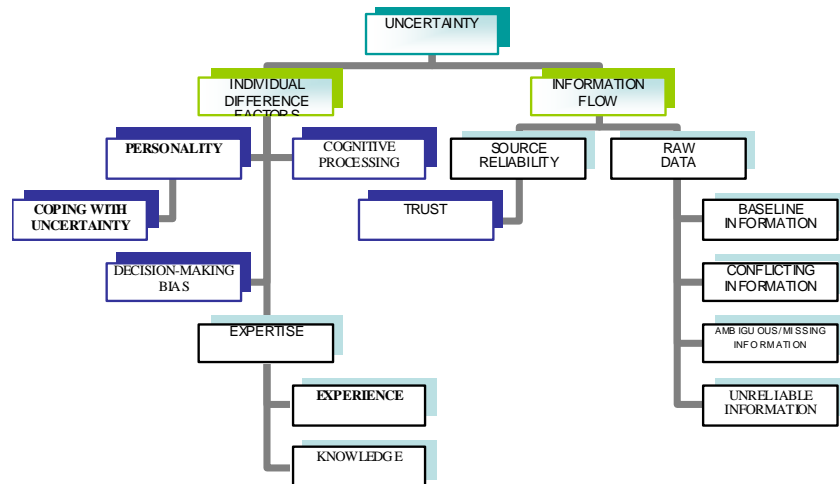 UNCERTAINTY
INDIVIDUAL
DIFFERENCE
FACTORS
INFORMATION
FLOW
PERSONALITY
COGNITIVE
PROCESSING
SOURCE
RELIABILITY
RAW
DATA
COPING WITH
UNCERTAINTY
TRUST
BASELINE
INFORMATION
DECISION-MAKING
BIAS
CONFLICTING
INFORMATION
EXPERTISE
AMBIGUOUS/MISSING
INFORMATION
EXPERIENCE
UNRELIABLE
INFORMATION
KNOWLEDGE